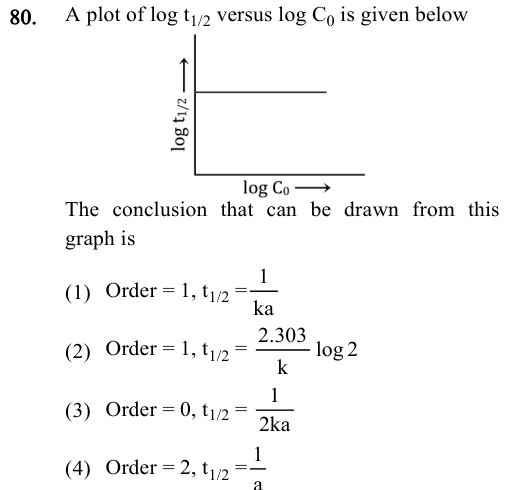 80. A plot of log t₁/₂ versus log C₀ is given below
log t₁/₂ →
log C₀ →
The conclusion that can be drawn from this
graph is
(1) Order = 1, t₁/₂ = 1/ka
(2) Order = 1, t₁/₂ = 2.303/k log 2
(3) Order = 0, t₁/₂ = 1/2ka
(4) Order = 2, t₁/₂ = 1/a